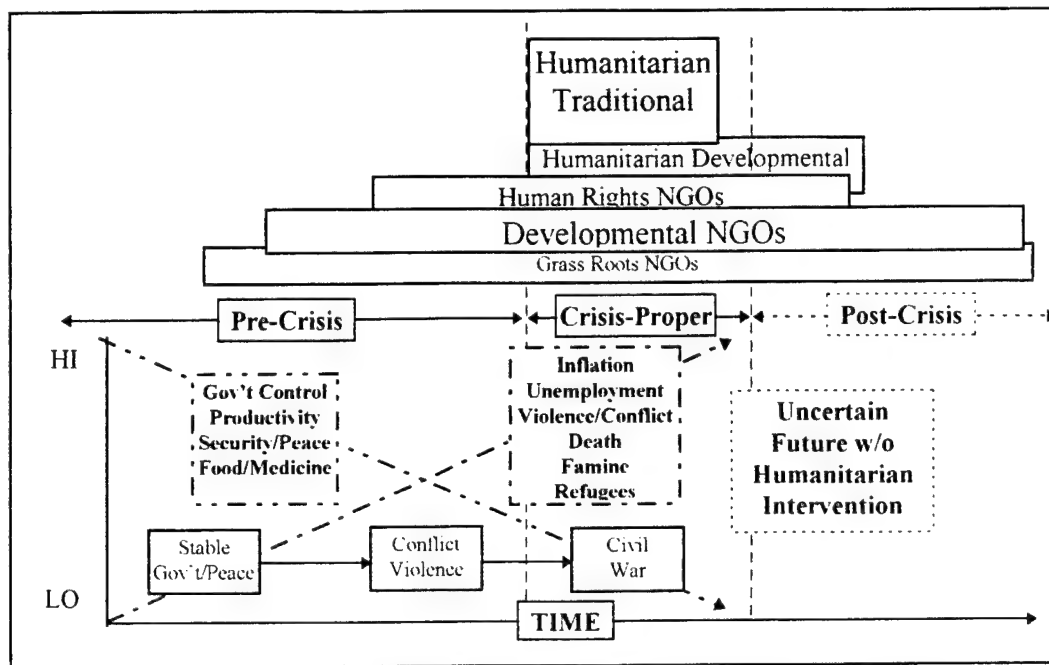 Humanitarian
Traditional
Humanitarian Developmental
Human Rights NGOs
Developmental NGOs
Grass Roots NGOs
Pre-Crisis
Crisis-Proper
Post-Crisis
HI
Gov't Control
Productivity
Security/Peace
Food/Medicine
Inflation
Unemployment
Violence/Conflict
Death
Famine
Refugees
Uncertain
Future w/o
Humanitarian
Intervention
Stable
Gov't/Peace
Conflict
Violence
Civil
War
LO
TIME